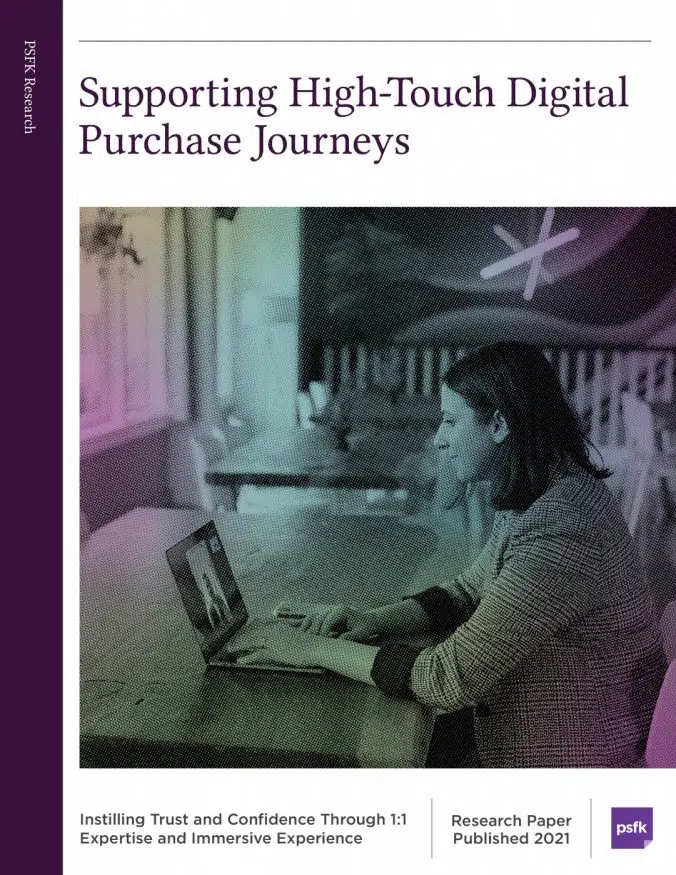 PSFK Research
Supporting High-Touch Digital
Purchase Journeys
Instilling Trust and Confidence Through 1:1
Expertise and Immersive Experience
Research Paper
Published 2021
psfk